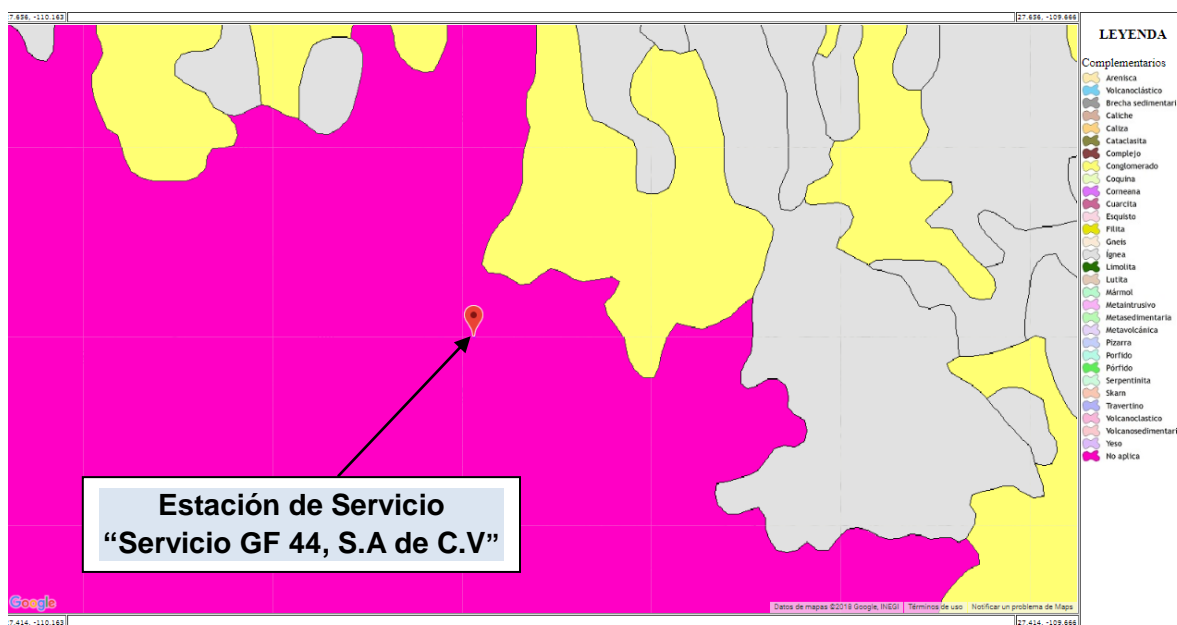 27.636, -110.163
27.636, -109.666
LEYENDA
Complementarios
Arenisca
Volcanoclástico
Brecha sedimentari
Caliche
Caliza
Cataclasita
Complejo
Conglomerado
Coquina
Corneana
Cuarcita
Esquisto
Filita
Gneis
Ígnea
Limolita
Lutita
Mármol
Metaintrusivo
Metasedimentaria
Metavolcánica
Pizarra
Porfido
Pórfido
Serpentinita
Skarn
Travertino
Volcanoclastico
Volcanosedimentari
Yeso
No aplica
Estación de Servicio
“Servicio GF 44, S.A de C.V”
Google
Datos de mapas ©2018 Google, INEGI
Términos de uso
Notificar un problema de Maps
27.414, -110.163
27.414, -109.666